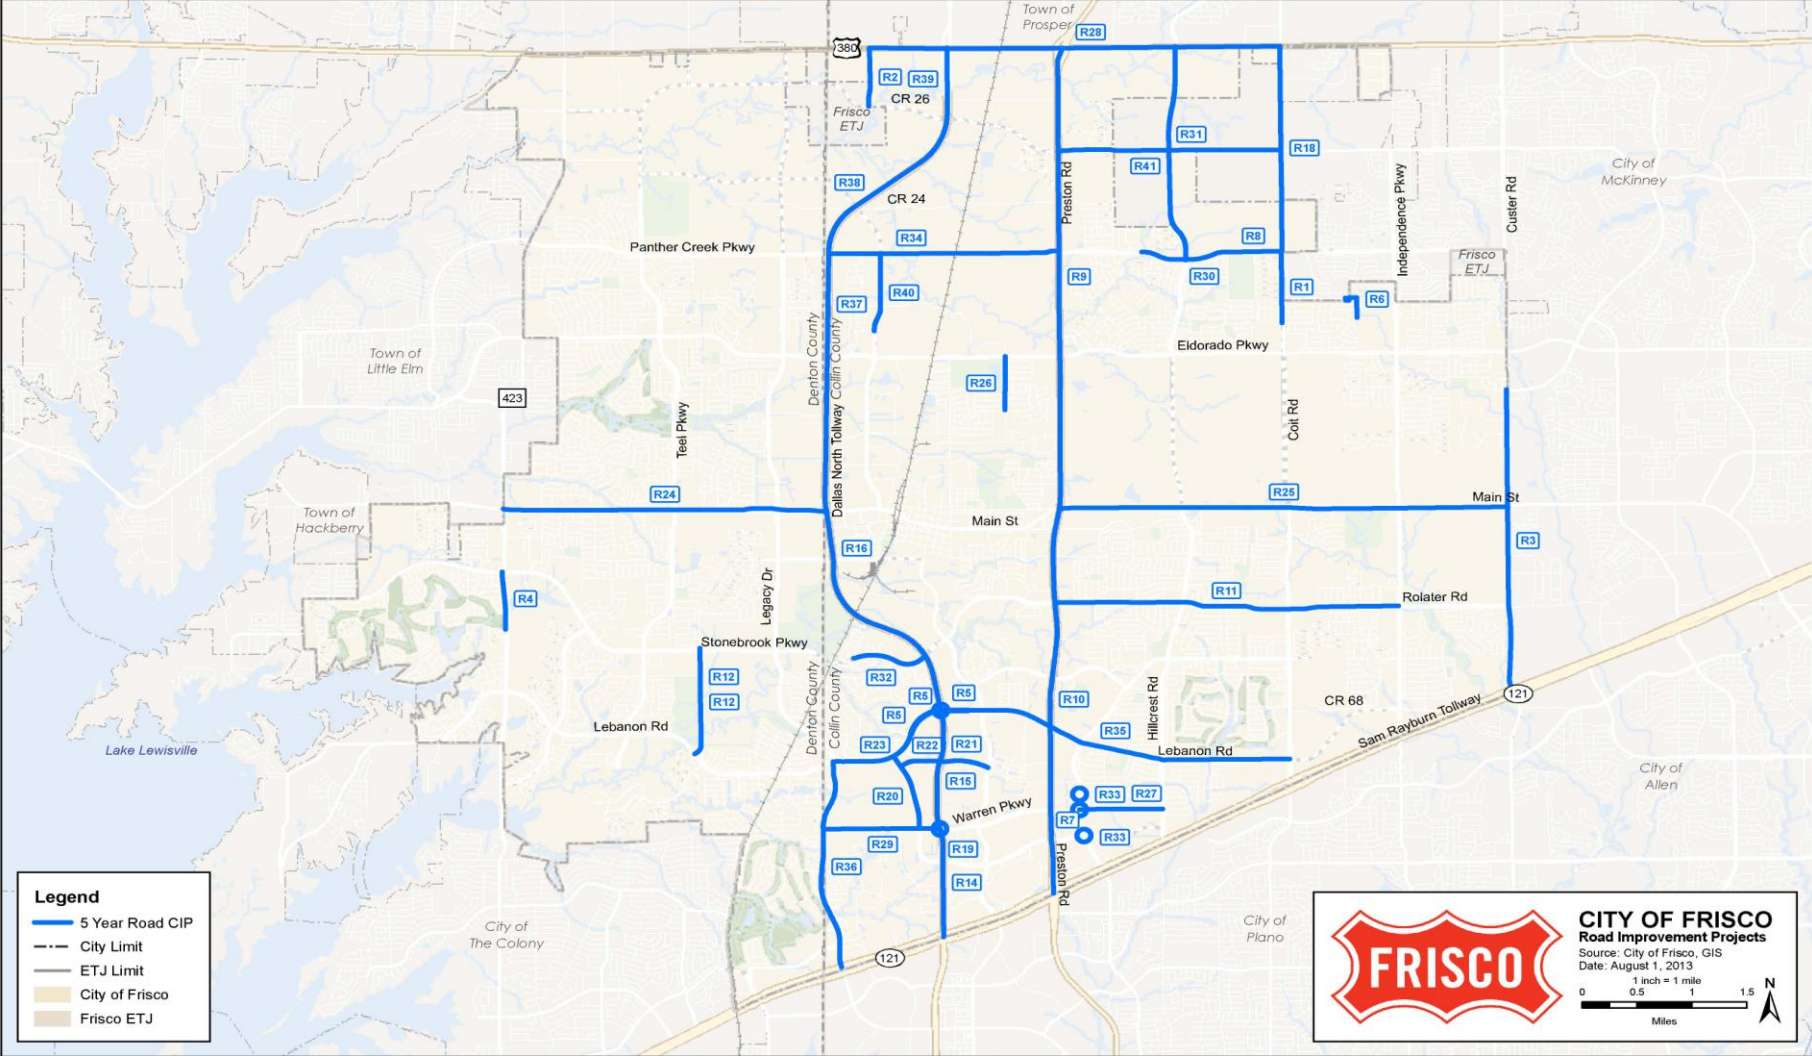 Town of
Prosper
R28
380
R2
R39
CR 26
Frisco
ETJ
R31
R18
R41
City of
McKinney
R38
Preston Rd
Independence Pkwy
Custer Rd
CR 24
R34
R8
Panther Creek Pkwy
Frisco
ETJ
R9
R30
R1
R40
R37
R6
Denton County
Collin County
Eldorado Pkwy
Town of
Little Elm
R26
423
Coit Rd
Teel Pkwy
Dallas North Tollway
R24
R25
Main St
Town of
Hackberry
Main St
R3
R16
Legacy Dr
R4
R11
Rolater Rd
Stonebrook Pkwy
R12
R12
R32
R5
R5
R10
Hillcrest Rd
CR 68
121
Denton County
Collin County
R5
Lebanon Rd
R35
Sam Rayburn Tollway
R23
R22
R21
Lebanon Rd
Lake Lewisville
R15
City of
Allen
R20
R33
R27
Warren Pkwy
R7
R33
R29
R19
R36
R14
Preston Rd
City of
The Colony
City of
Plano
121
Legend
5 Year Road CIP
City Limit
ETJ Limit
City of Frisco
Frisco ETJ
FRISCO
CITY OF FRISCO
Road Improvement Projects
Source: City of Frisco, GIS
Date: August 1, 2013
1 inch = 1 mile
0 0.5 1 1.5
Miles
N